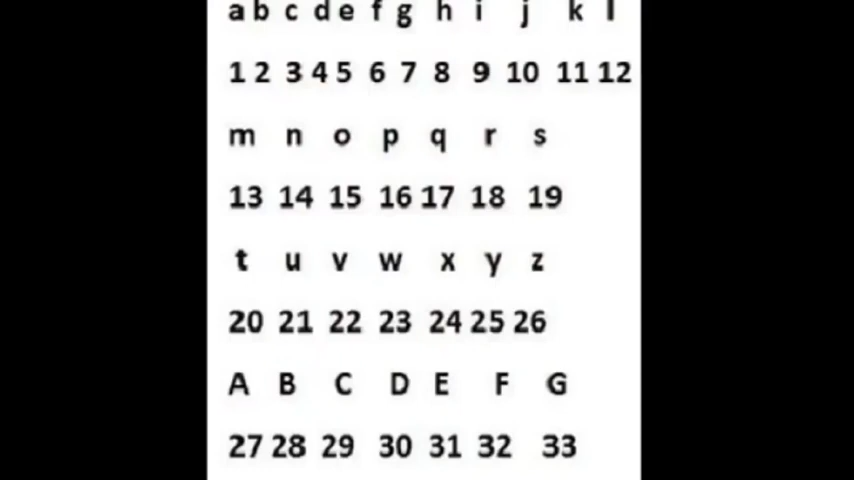 a b c d e f g h i j k l
1 2 3 4 5 6 7 8 9 10 11 12
m n o p q r s
13 14 15 16 17 18 19
t u v w x y z
20 21 22 23 24 25 26
A B C D E F G
27 28 29 30 31 32 33